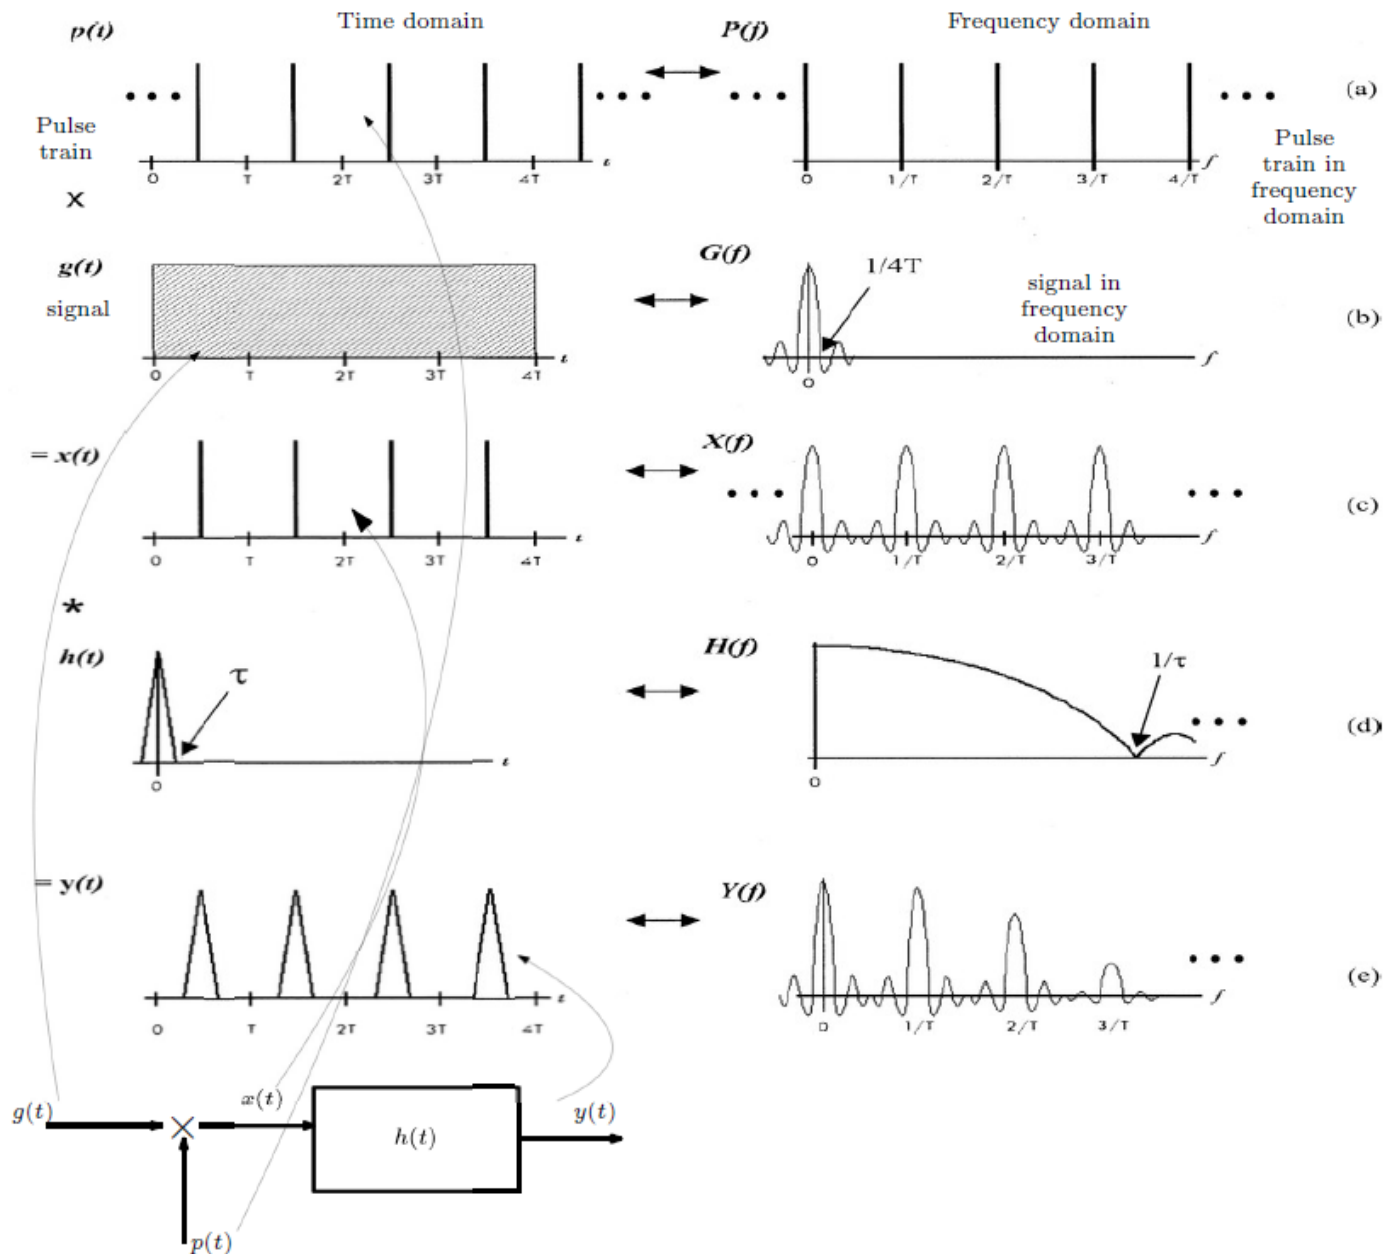 Time domain
Frequency domain
p(t)
P(f)
(a)
Pulse
train
t
0 T 2T 3T 4T
f
0 1/T 2/T 3/T 4/T
Pulse
train in
frequency
domain
×
g(t)
signal
G(f)
1/4T
signal in
frequency
domain
(b)
t
0 T 2T 3T 4T
f
0
= x(t)
X(f)
(c)
t
0 T 2T 3T 4T
f
0 1/T 2/T 3/T
*
h(t)
τ
H(f)
1/τ
(d)
t
0
f
0
= y(t)
Y(f)
(e)
t
0 T 2T 3T 4T
f
0 1/T 2/T 3/T
g(t)
×
x(t)
h(t)
y(t)
p(t)